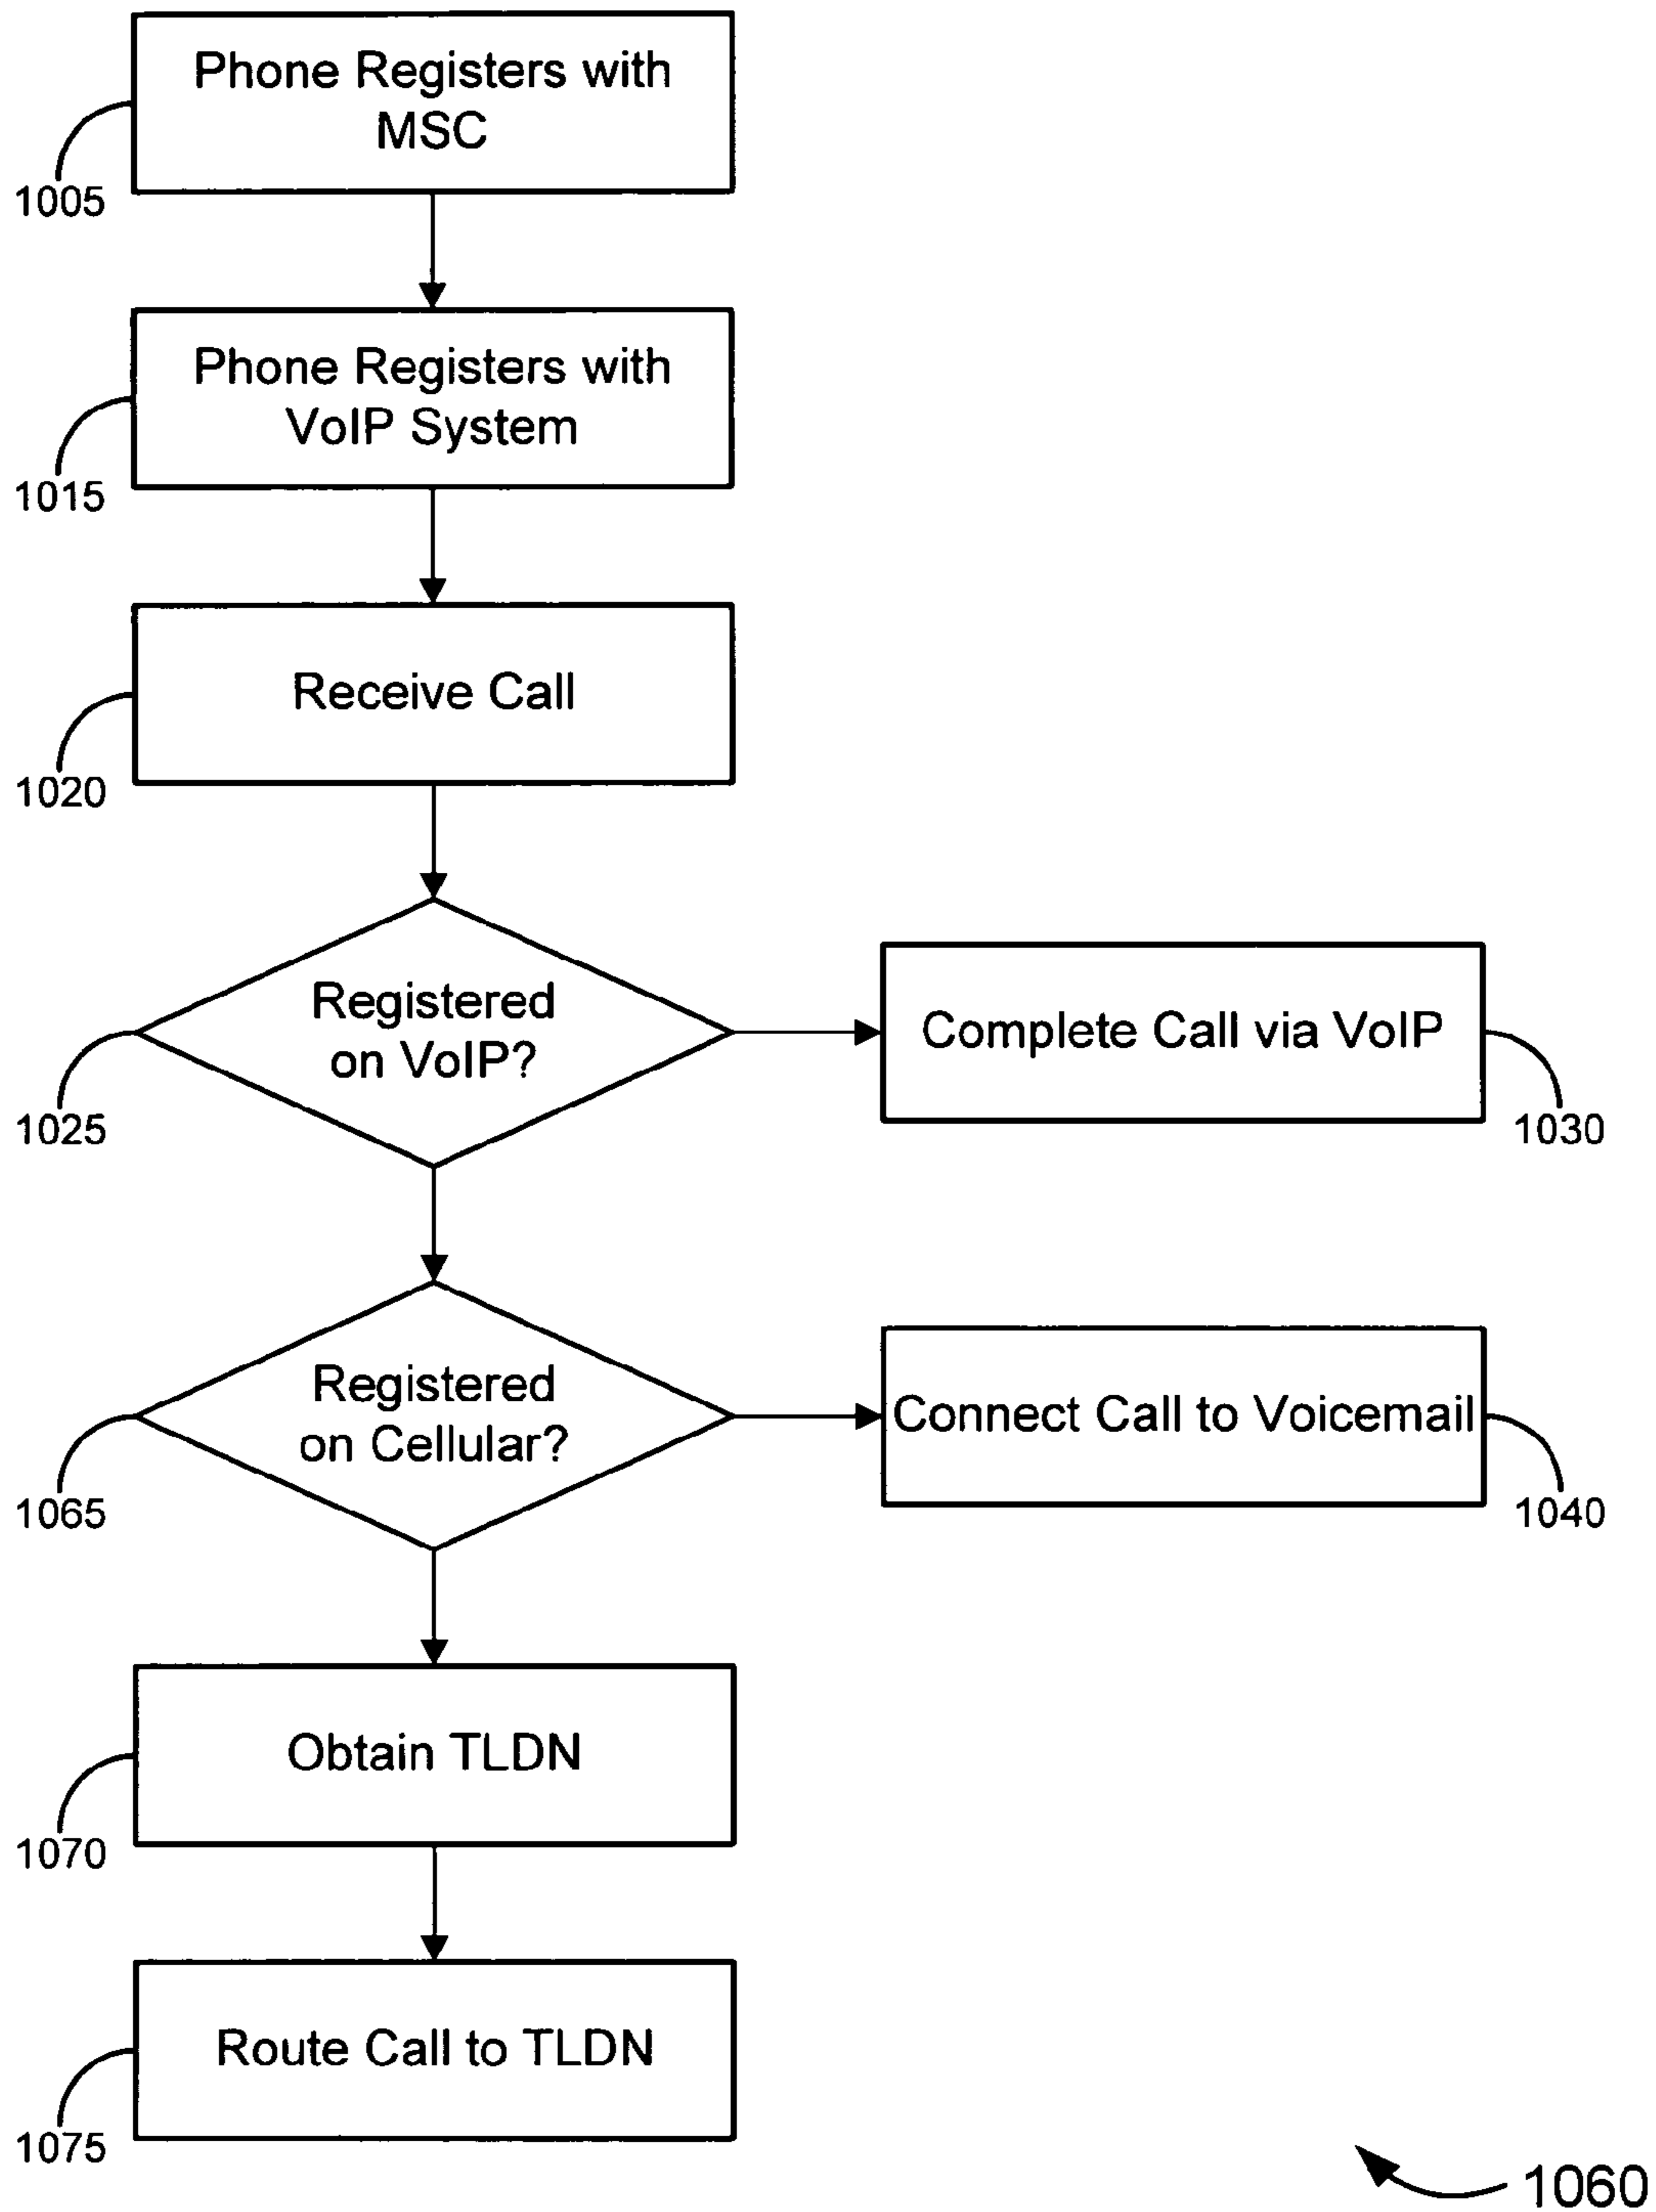 Phone Registers with
MSC
1005
Phone Registers with
VoIP System
1015
Receive Call
1020
Registered
on VoIP?
1025
Complete Call via VoIP
1030
Registered
on Cellular?
1065
Connect Call to Voicemail
1040
Obtain TLDN
1070
Route Call to TLDN
1075
1060